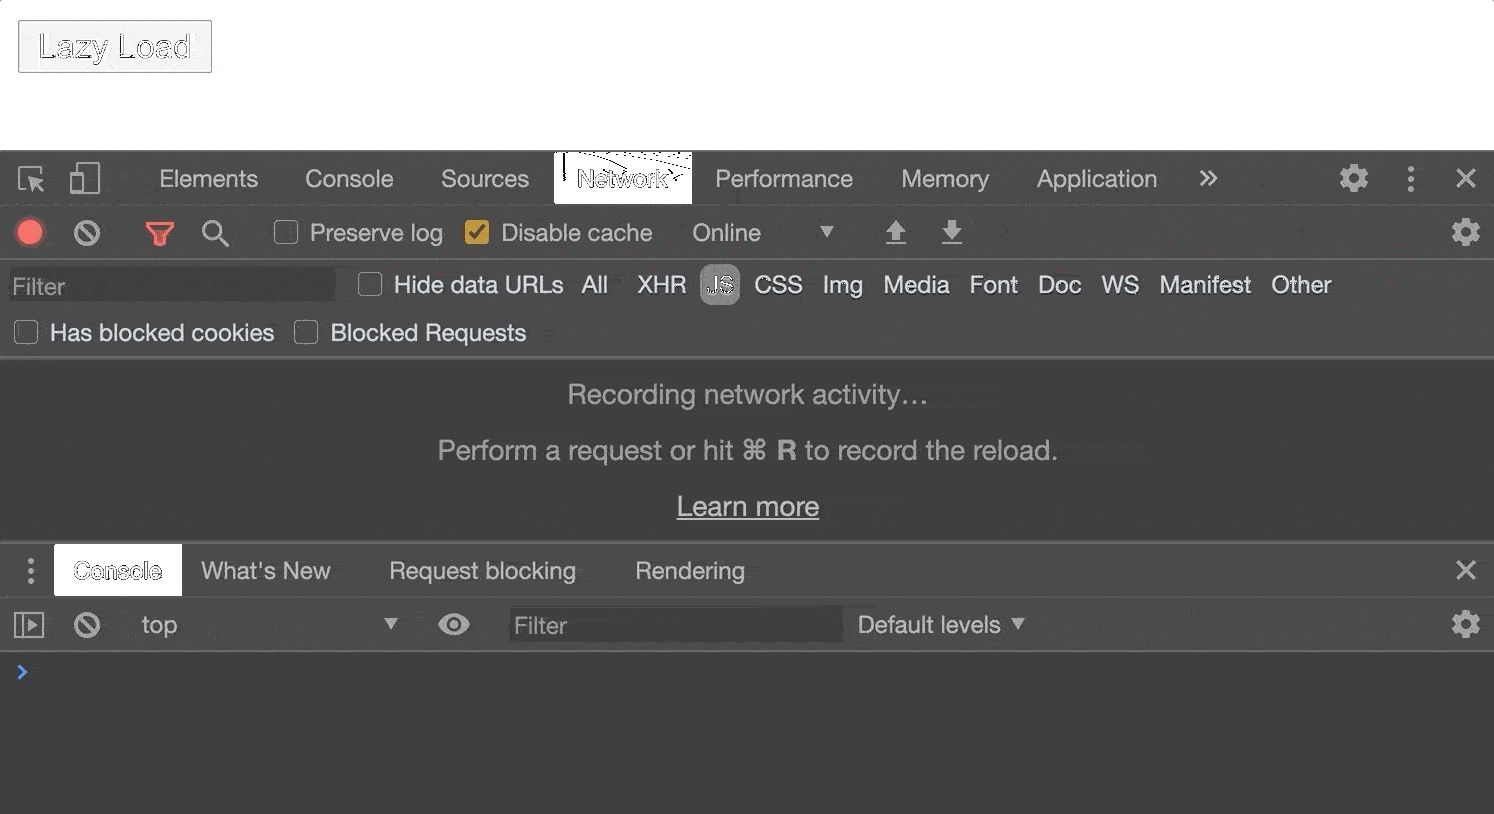 Lazy Load
Elements Console Sources Network Performance Memory Application »
Preserve log Disable cache Online
Filter Hide data URLs All XHR JS CSS Img Media Font Doc WS Manifest Other
Has blocked cookies Blocked Requests
Recording network activity…
Perform a request or hit ⌘ R to record the reload.
Learn more
Console What's New Request blocking Rendering
top Filter Default levels